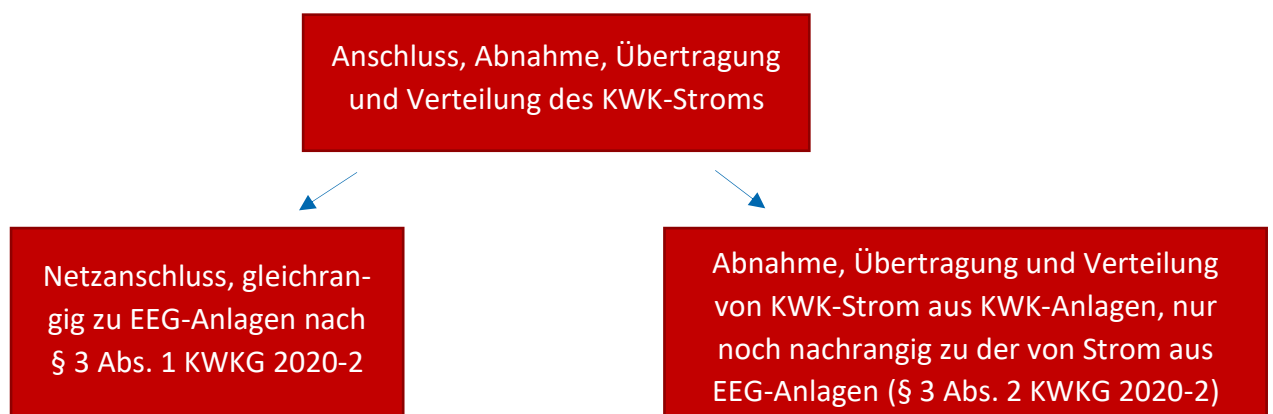 Anschluss, Abnahme, Übertragung
und Verteilung des KWK-Stroms
Netzanschluss, gleichran-
gig zu EEG-Anlagen nach
§ 3 Abs. 1 KWKG 2020-2
Abnahme, Übertragung und Verteilung
von KWK-Strom aus KWK-Anlagen, nur
noch nachrangig zu der von Strom aus
EEG-Anlagen (§ 3 Abs. 2 KWKG 2020-2)